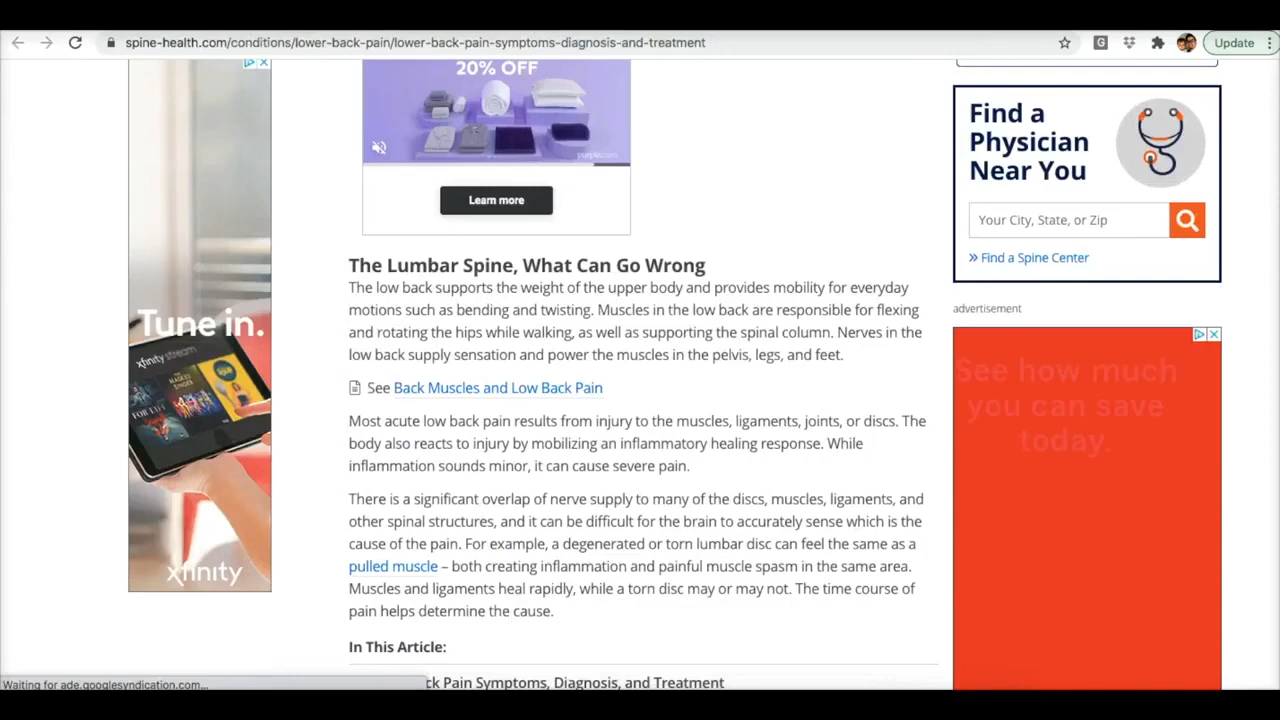 spine-health.com/conditions/lower-back-pain/lower-back-pain-symptoms-diagnosis-and-treatment
Update
20% OFF
purple.com
Learn more
Tune in.
xfinity stream
FOR LIFE
xfinity
The Lumbar Spine, What Can Go Wrong
The low back supports the weight of the upper body and provides mobility for everyday
motions such as bending and twisting. Muscles in the low back are responsible for flexing
and rotating the hips while walking, as well as supporting the spinal column. Nerves in the
low back supply sensation and power the muscles in the pelvis, legs, and feet.
See Back Muscles and Low Back Pain
Most acute low back pain results from injury to the muscles, ligaments, joints, or discs. The
body also reacts to injury by mobilizing an inflammatory healing response. While
inflammation sounds minor, it can cause severe pain.
There is a significant overlap of nerve supply to many of the discs, muscles, ligaments, and
other spinal structures, and it can be difficult for the brain to accurately sense which is the
cause of the pain. For example, a degenerated or torn lumbar disc can feel the same as a
pulled muscle – both creating inflammation and painful muscle spasm in the same area.
Muscles and ligaments heal rapidly, while a torn disc may or may not. The time course of
pain helps determine the cause.
In This Article:
ck Pain Symptoms, Diagnosis, and Treatment
Find a
Physician
Near You
Your City, State, or Zip
» Find a Spine Center
advertisement
See how much
you can save
today.
Waiting for ade.googlesyndication.com...